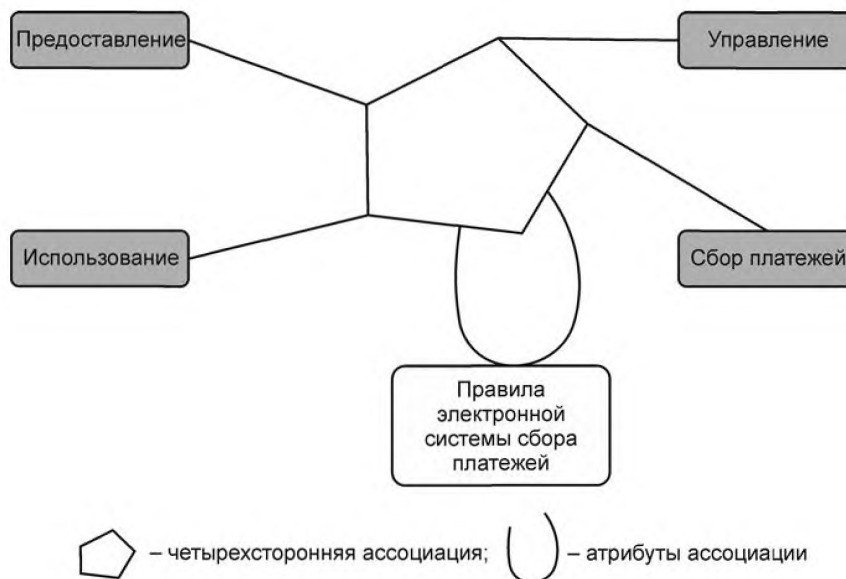 Предоставление
Управление
Использование
Сбор платежей
Правила
электронной
системы сбора
платежей
– четырехсторонняя ассоциация;
– атрибуты ассоциации